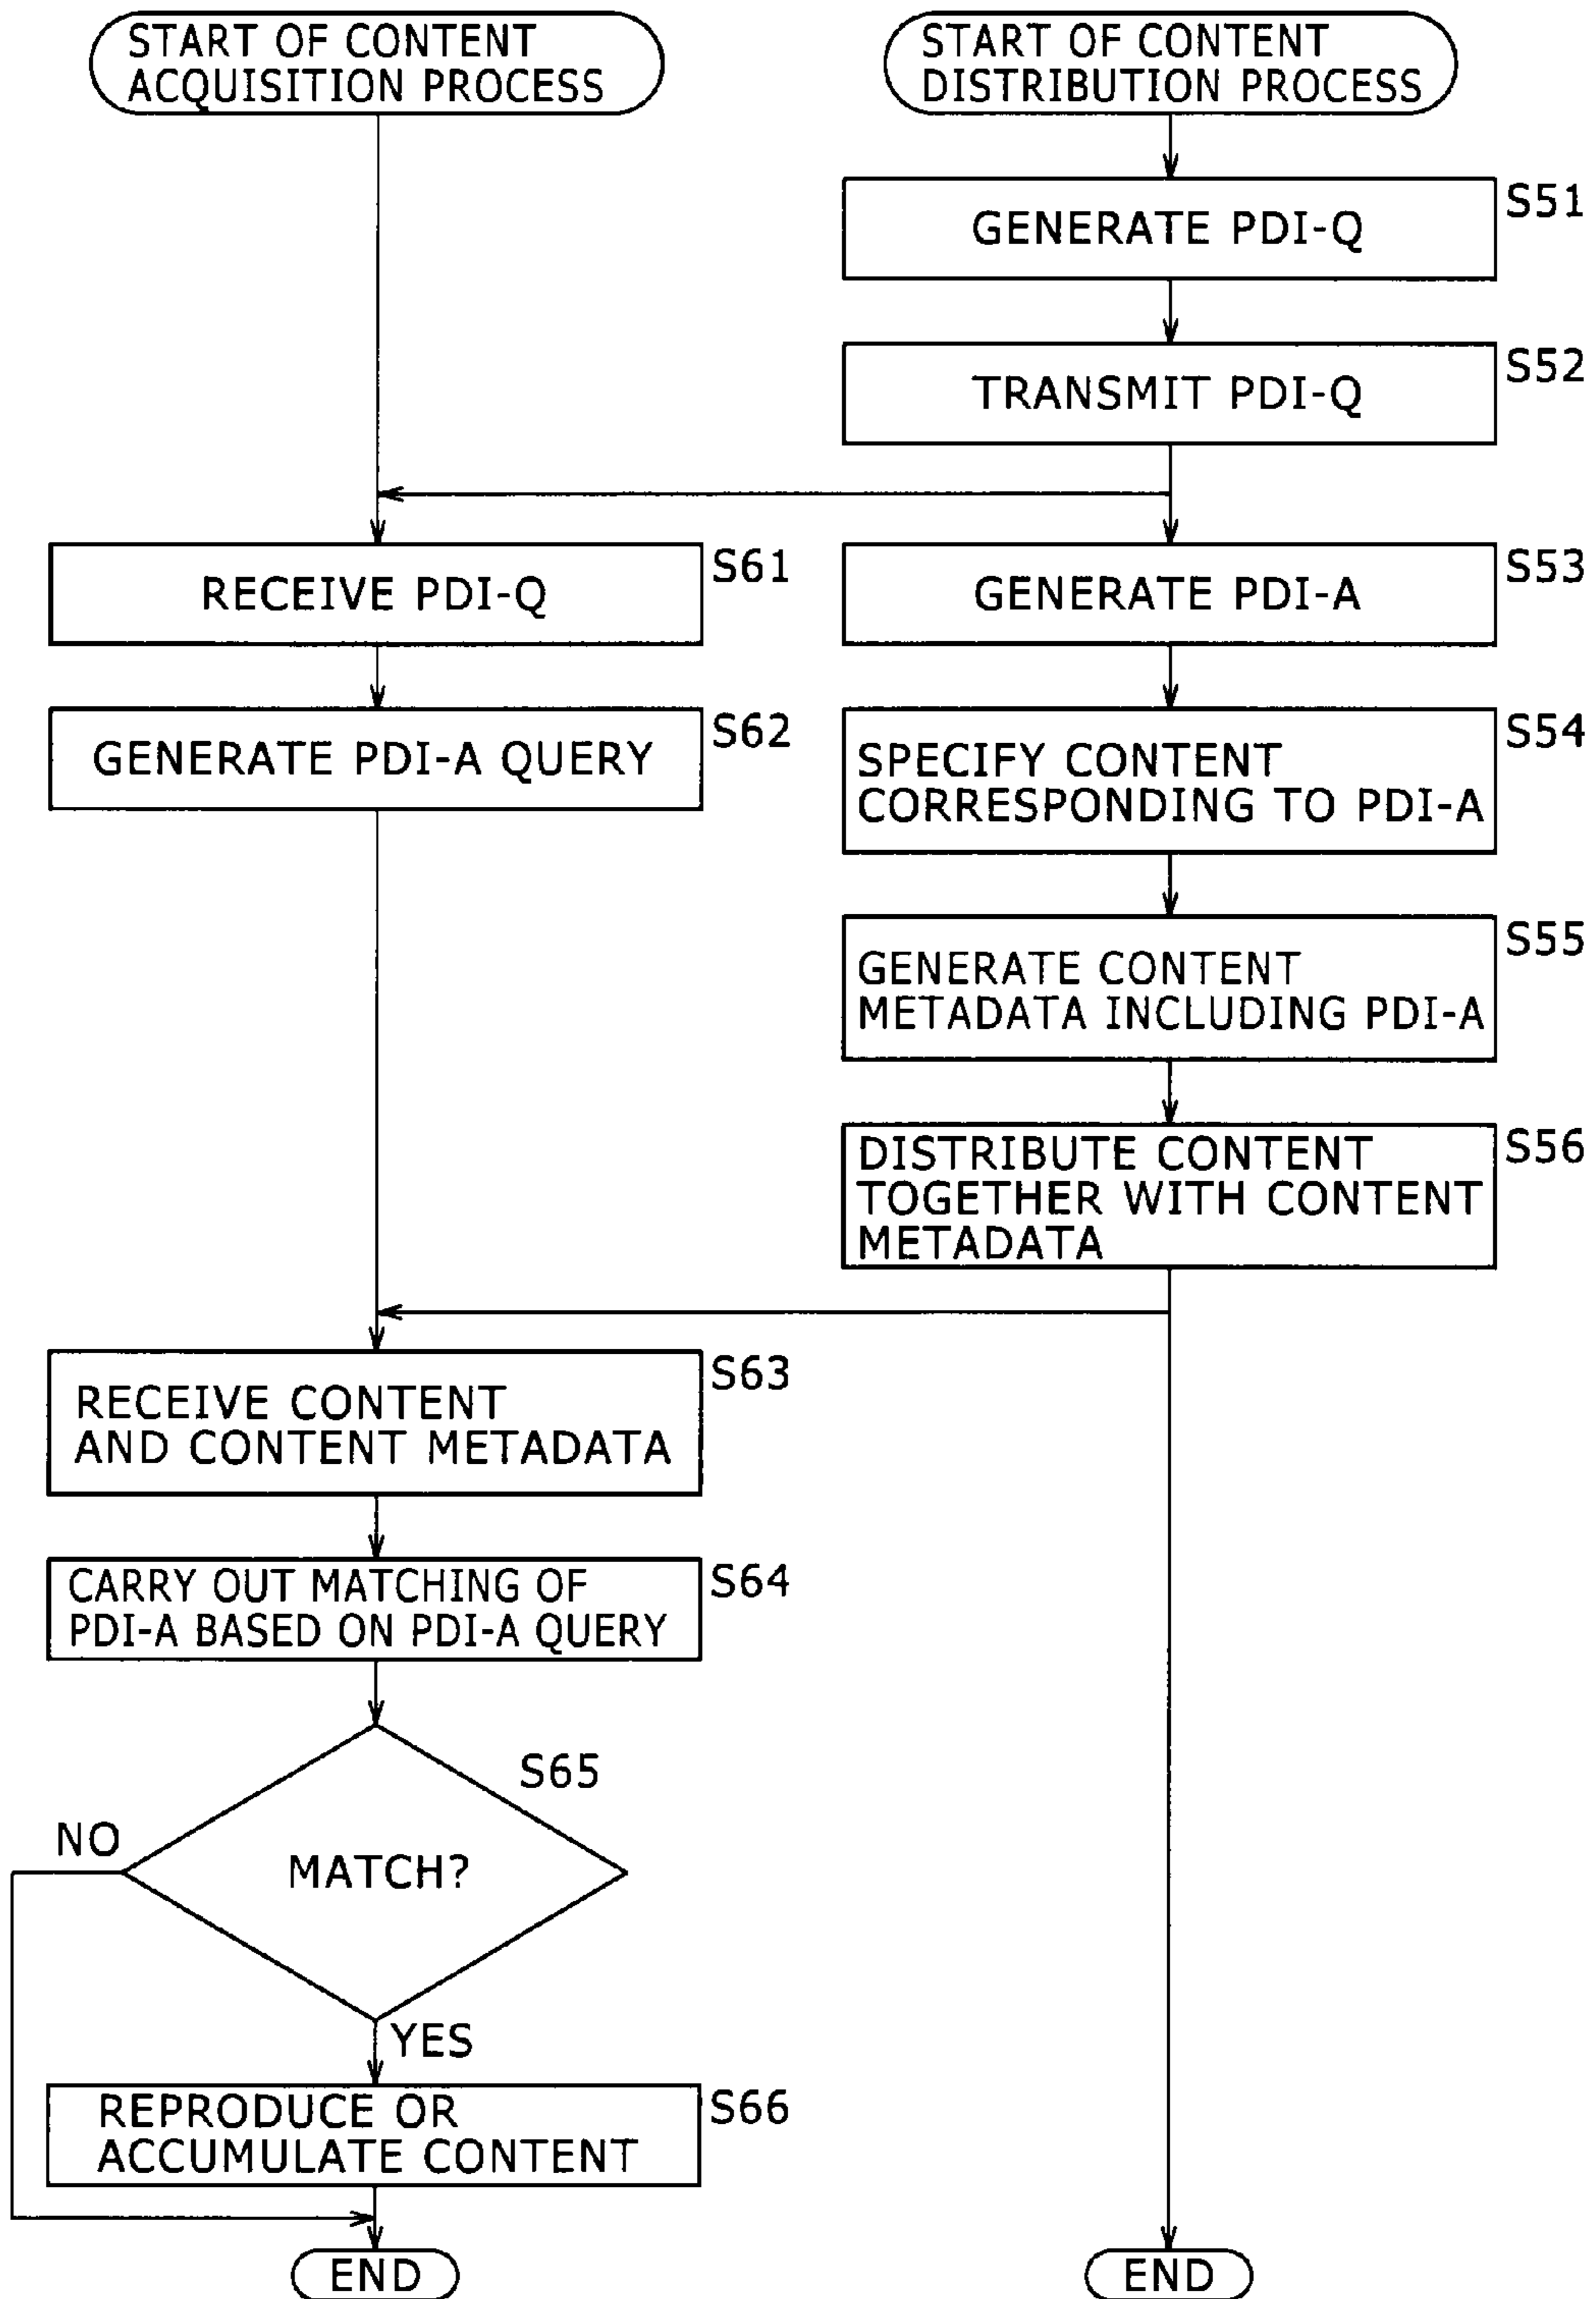 START OF CONTENT
ACQUISITION PROCESS
START OF CONTENT
DISTRIBUTION PROCESS
GENERATE PDI-Q
S51
TRANSMIT PDI-Q
S52
RECEIVE PDI-Q
S61
GENERATE PDI-A
S53
GENERATE PDI-A QUERY
S62
SPECIFY CONTENT
CORRESPONDING TO PDI-A
S54
GENERATE CONTENT
METADATA INCLUDING PDI-A
S55
DISTRIBUTE CONTENT
TOGETHER WITH CONTENT
METADATA
S56
RECEIVE CONTENT
AND CONTENT METADATA
S63
CARRY OUT MATCHING OF
PDI-A BASED ON PDI-A QUERY
S64
S65
NO
MATCH?
YES
REPRODUCE OR
ACCUMULATE CONTENT
S66
END
END